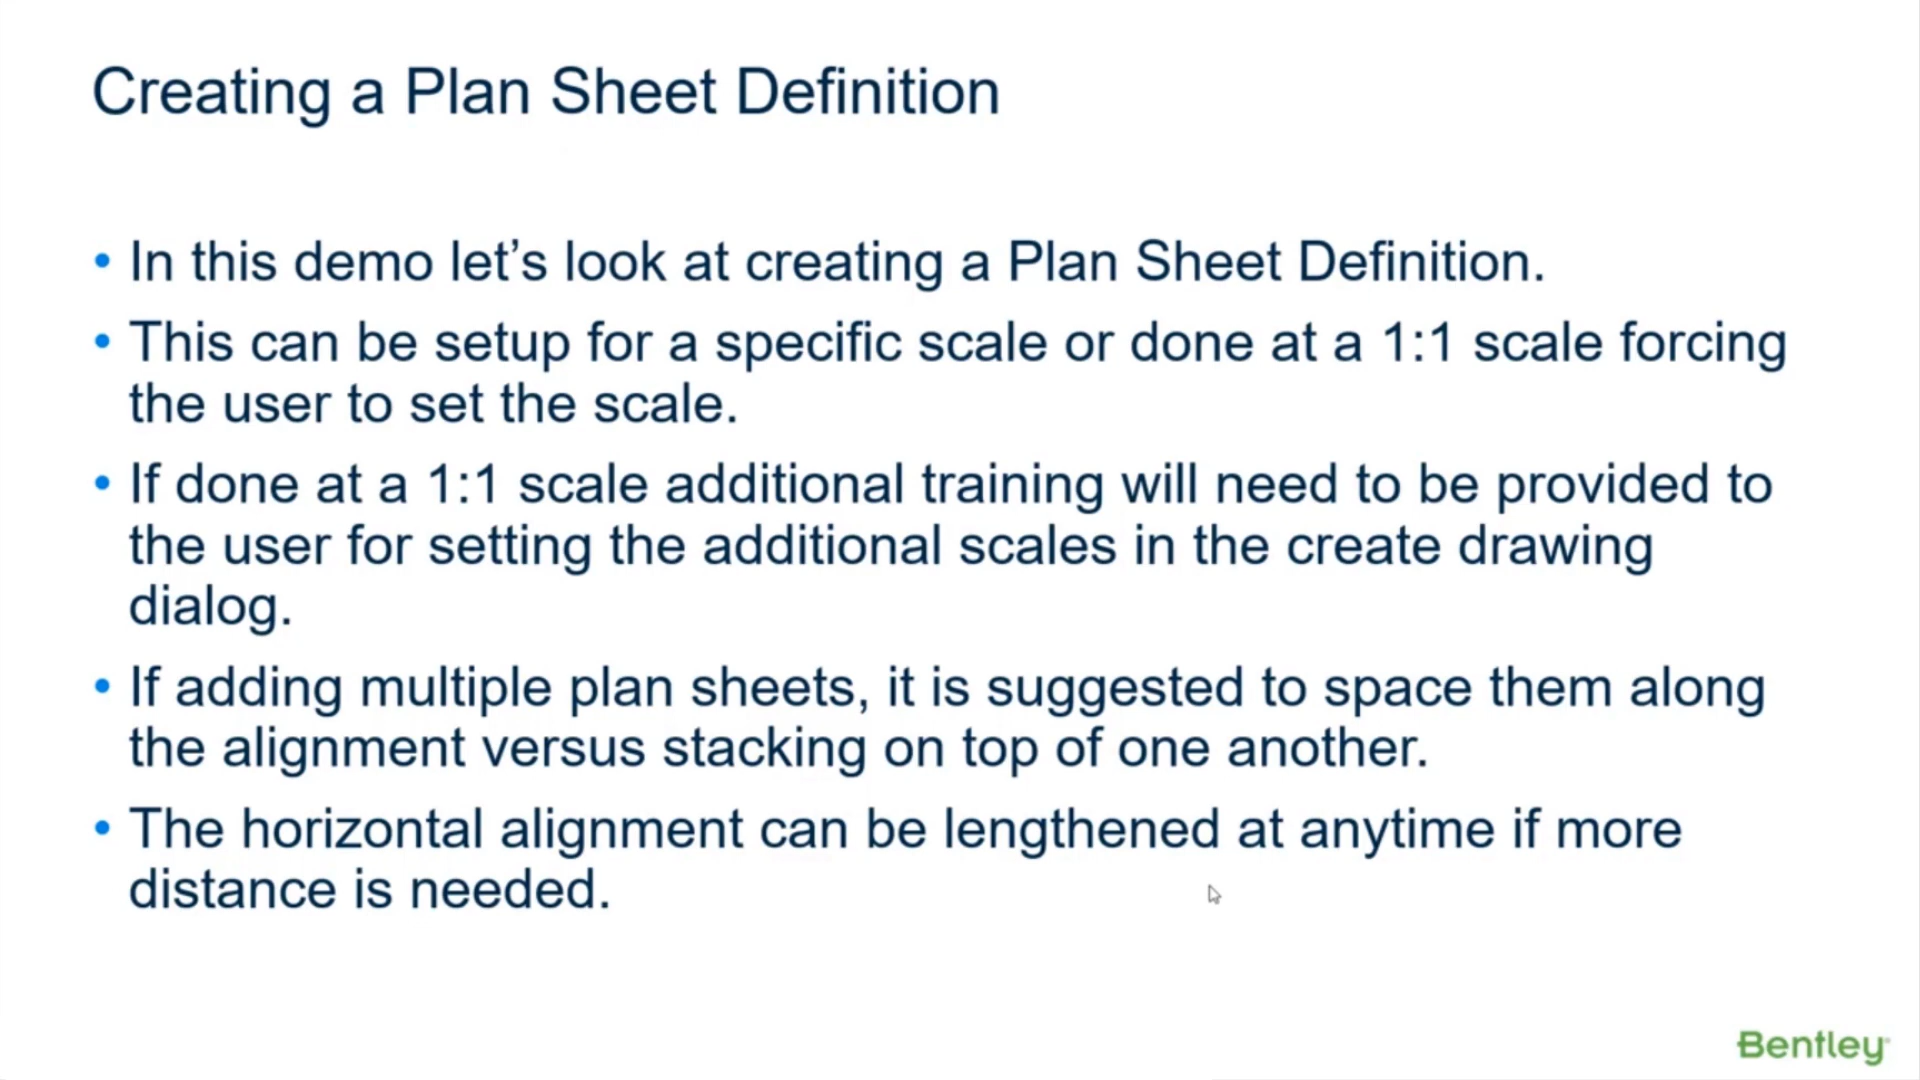 Creating a Plan Sheet Definition
• In this demo let’s look at creating a Plan Sheet Definition.
• This can be setup for a specific scale or done at a 1:1 scale forcing
the user to set the scale.
• If done at a 1:1 scale additional training will need to be provided to
the user for setting the additional scales in the create drawing
dialog.
• If adding multiple plan sheets, it is suggested to space them along
the alignment versus stacking on top of one another.
• The horizontal alignment can be lengthened at anytime if more
distance is needed.
Bentley